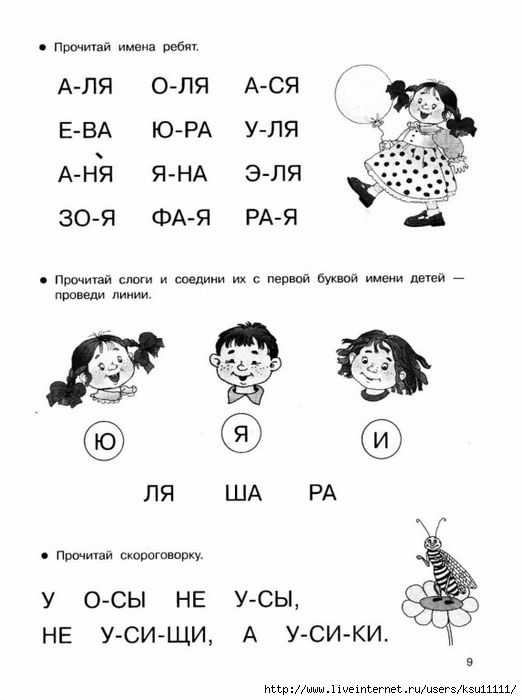 • Прочитай имена ребят.
А-ЛЯ О-ЛЯ А-СЯ
Е-ВА Ю-РА У-ЛЯ
А-НЯ Я-НА Э-ЛЯ
ЗО-Я ФА-Я РА-Я
• Прочитай слоги и соедини их с первой буквой имени детей —
проведи линии.
Ю Я И
ЛЯ ША РА
• Прочитай скороговорку.
У О-СЫ НЕ У-СЫ,
НЕ У-СИ-ЩИ, А У-СИ-КИ.
9
http://www.liveinternet.ru/users/ksu11111/